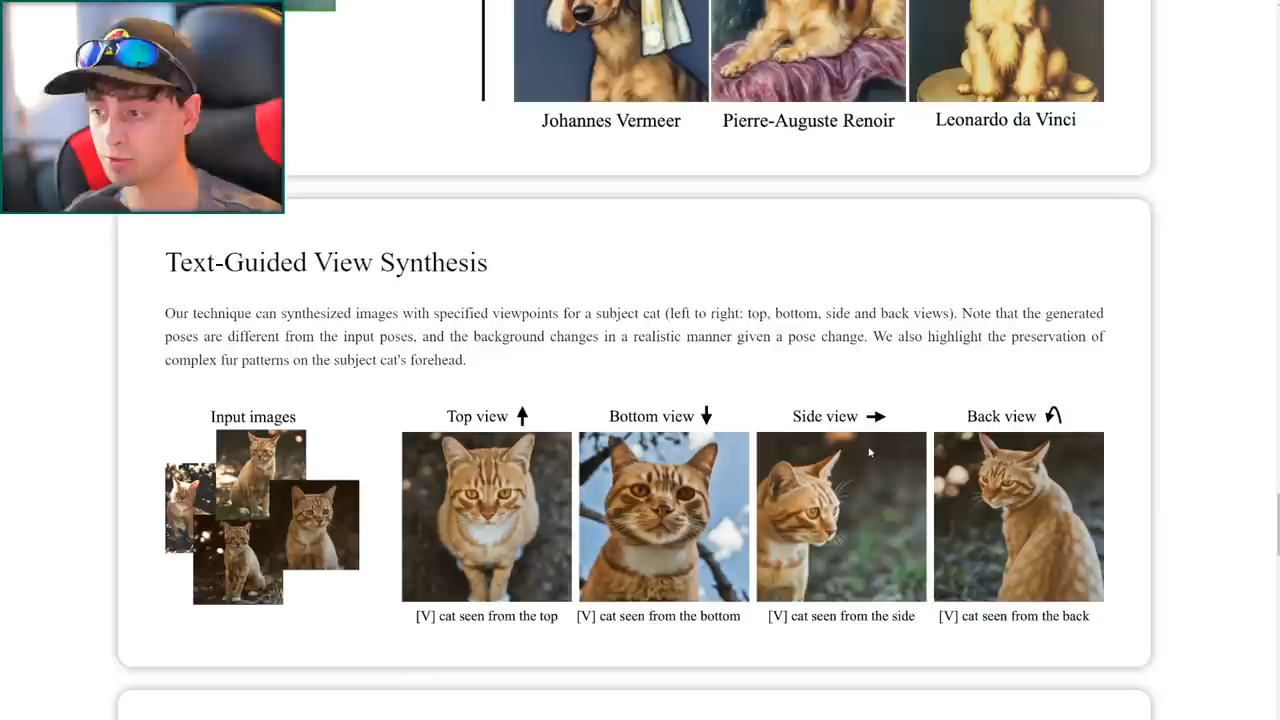 Johannes Vermeer
Pierre-Auguste Renoir
Leonardo da Vinci
Text-Guided View Synthesis
Our technique can synthesized images with specified viewpoints for a subject cat (left to right: top, bottom, side and back views). Note that the generated
poses are different from the input poses, and the background changes in a realistic manner given a pose change. We also highlight the preservation of
complex fur patterns on the subject cat's forehead.
Input images
Top view
Bottom view
Side view
Back view
[V] cat seen from the top
[V] cat seen from the bottom
[V] cat seen from the side
[V] cat seen from the back